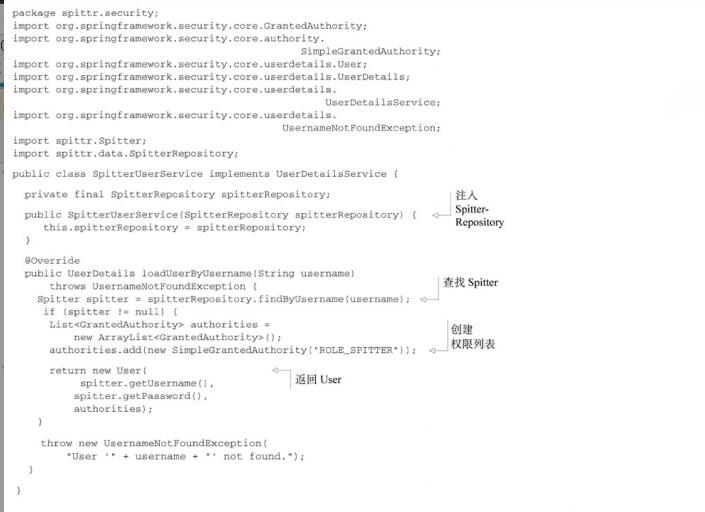 package spittr.security;
import org.springframework.security.core.GrantedAuthority;
import org.springframework.security.core.authority.
SimpleGrantedAuthority;
import org.springframework.security.core.userdetails.User;
import org.springframework.security.core.userdetails.UserDetails;
import org.springframework.security.core.userdetails.
UserDetailsService;
import org.springframework.security.core.userdetails.
UsernameNotFoundException;
import spittr.Spitter;
import spittr.data.SpitterRepository;
public class SpitterUserService implements UserDetailsService {
private final SpitterRepository spitterRepository;
public SpitterUserService(SpitterRepository spitterRepository) {
注入
Spitter-
Repository
this.spitterRepository = spitterRepository;
}
@Override
public UserDetails loadUserByUsername(String username)
throws UsernameNotFoundException {
Spitter spitter = spitterRepository.findByUsername(username);
查找 Spitter
if (spitter != null) {
List<GrantedAuthority> authorities =
new ArrayList<GrantedAuthority>();
authorities.add(new SimpleGrantedAuthority("ROLE_SPITTER"));
创建
权限列表
return new User(
返回 User
spitter.getUsername(),
spitter.getPassword(),
authorities);
}
throw new UsernameNotFoundException(
"User '" + username + "' not found.");
}
}